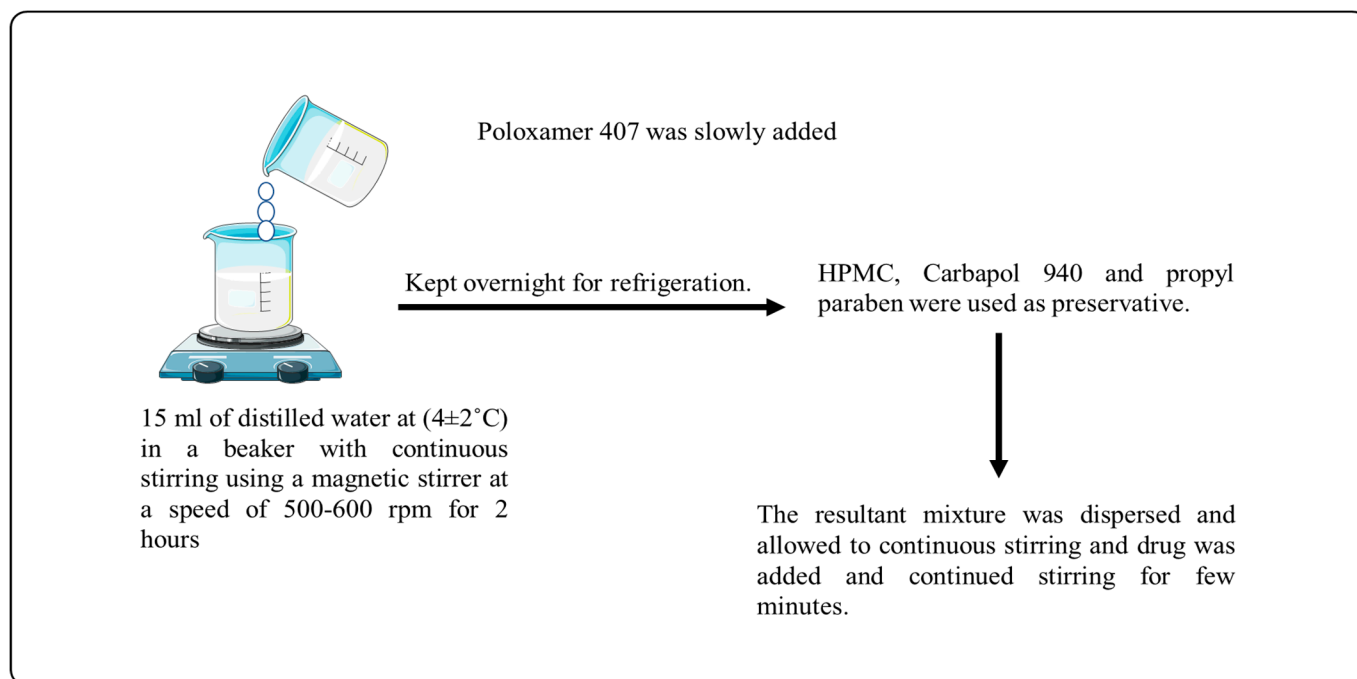 Poloxamer 407 was slowly added
Kept overnight for refrigeration.
HPMC, Carbapol 940 and propyl
paraben were used as preservative.
15 ml of distilled water at (4±2˚C)
in a beaker with continuous
stirring using a magnetic stirrer at
a speed of 500-600 rpm for 2
hours
The resultant mixture was dispersed and
allowed to continuous stirring and drug was
added and continued stirring for few
minutes.